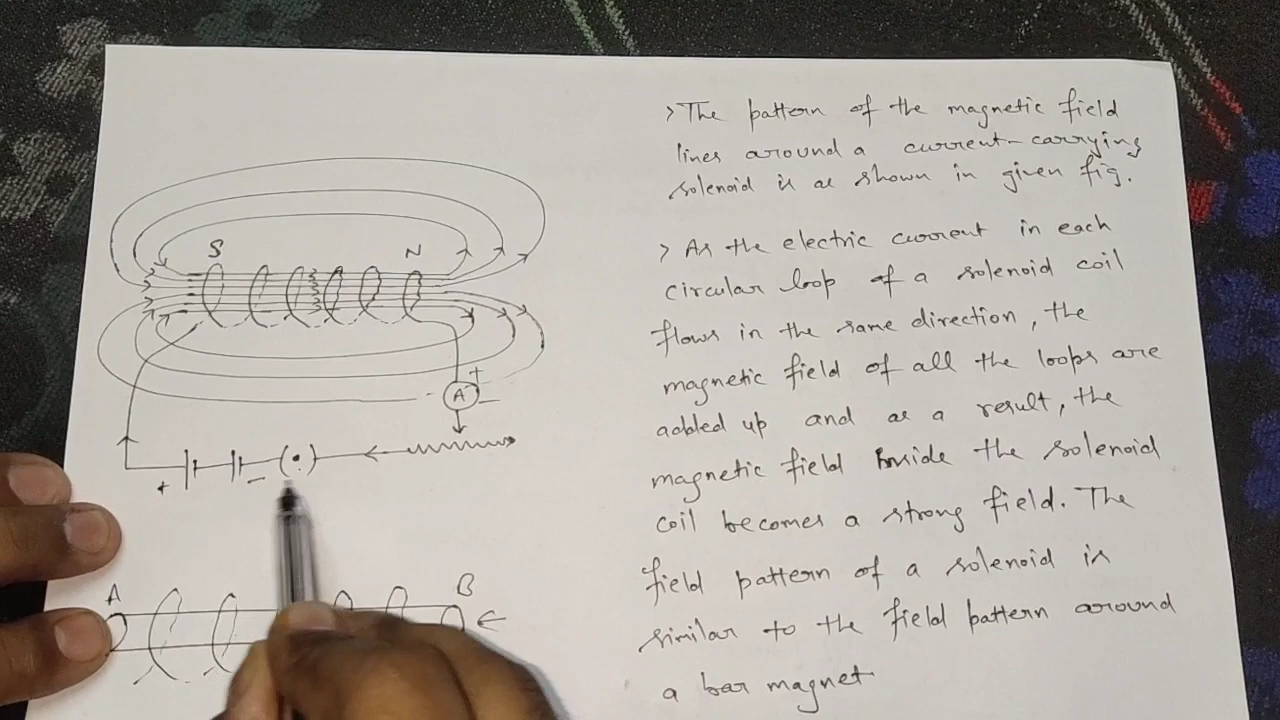 S
N
A
+
-
+
-
A
B
> The pattern of the magnetic field
lines around a current-carrying
solenoid is as shown in given fig.
> As the electric current in each
circular loop of a solenoid coil
flows in the same direction, the
magnetic field of all the loops are
added up and as a result, the
magnetic field Inside the solenoid
coil becomes a strong field. The
field pattern of a solenoid is
similar to the field pattern around
a bar magnet